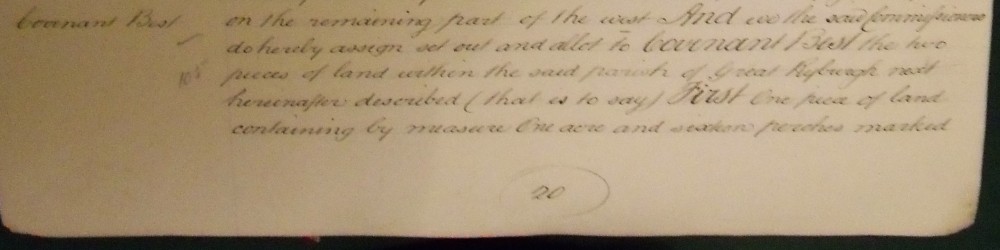 Covenant Best
on the remaining part of the west And we the said Commissioners
do hereby assign set out and allot to Covenant Best the two
pieces of land within the said parish of Great Ryburgh next
hereinafter described (that is to say) First One piece of land
containing by measure One acre and sixteen perches marked
20